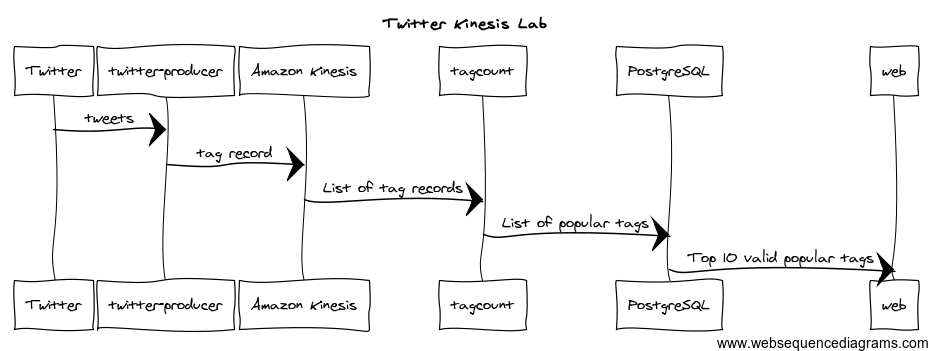 Twitter Kinesis Lab
Twitter
twitter-producer
Amazon Kinesis
tagcount
PostgreSQL
web
tweets
tag record
List of tag records
List of popular tags
Top 10 valid popular tags
Twitter
twitter-producer
Amazon Kinesis
tagcount
PostgreSQL
web
www.websequencediagrams.com